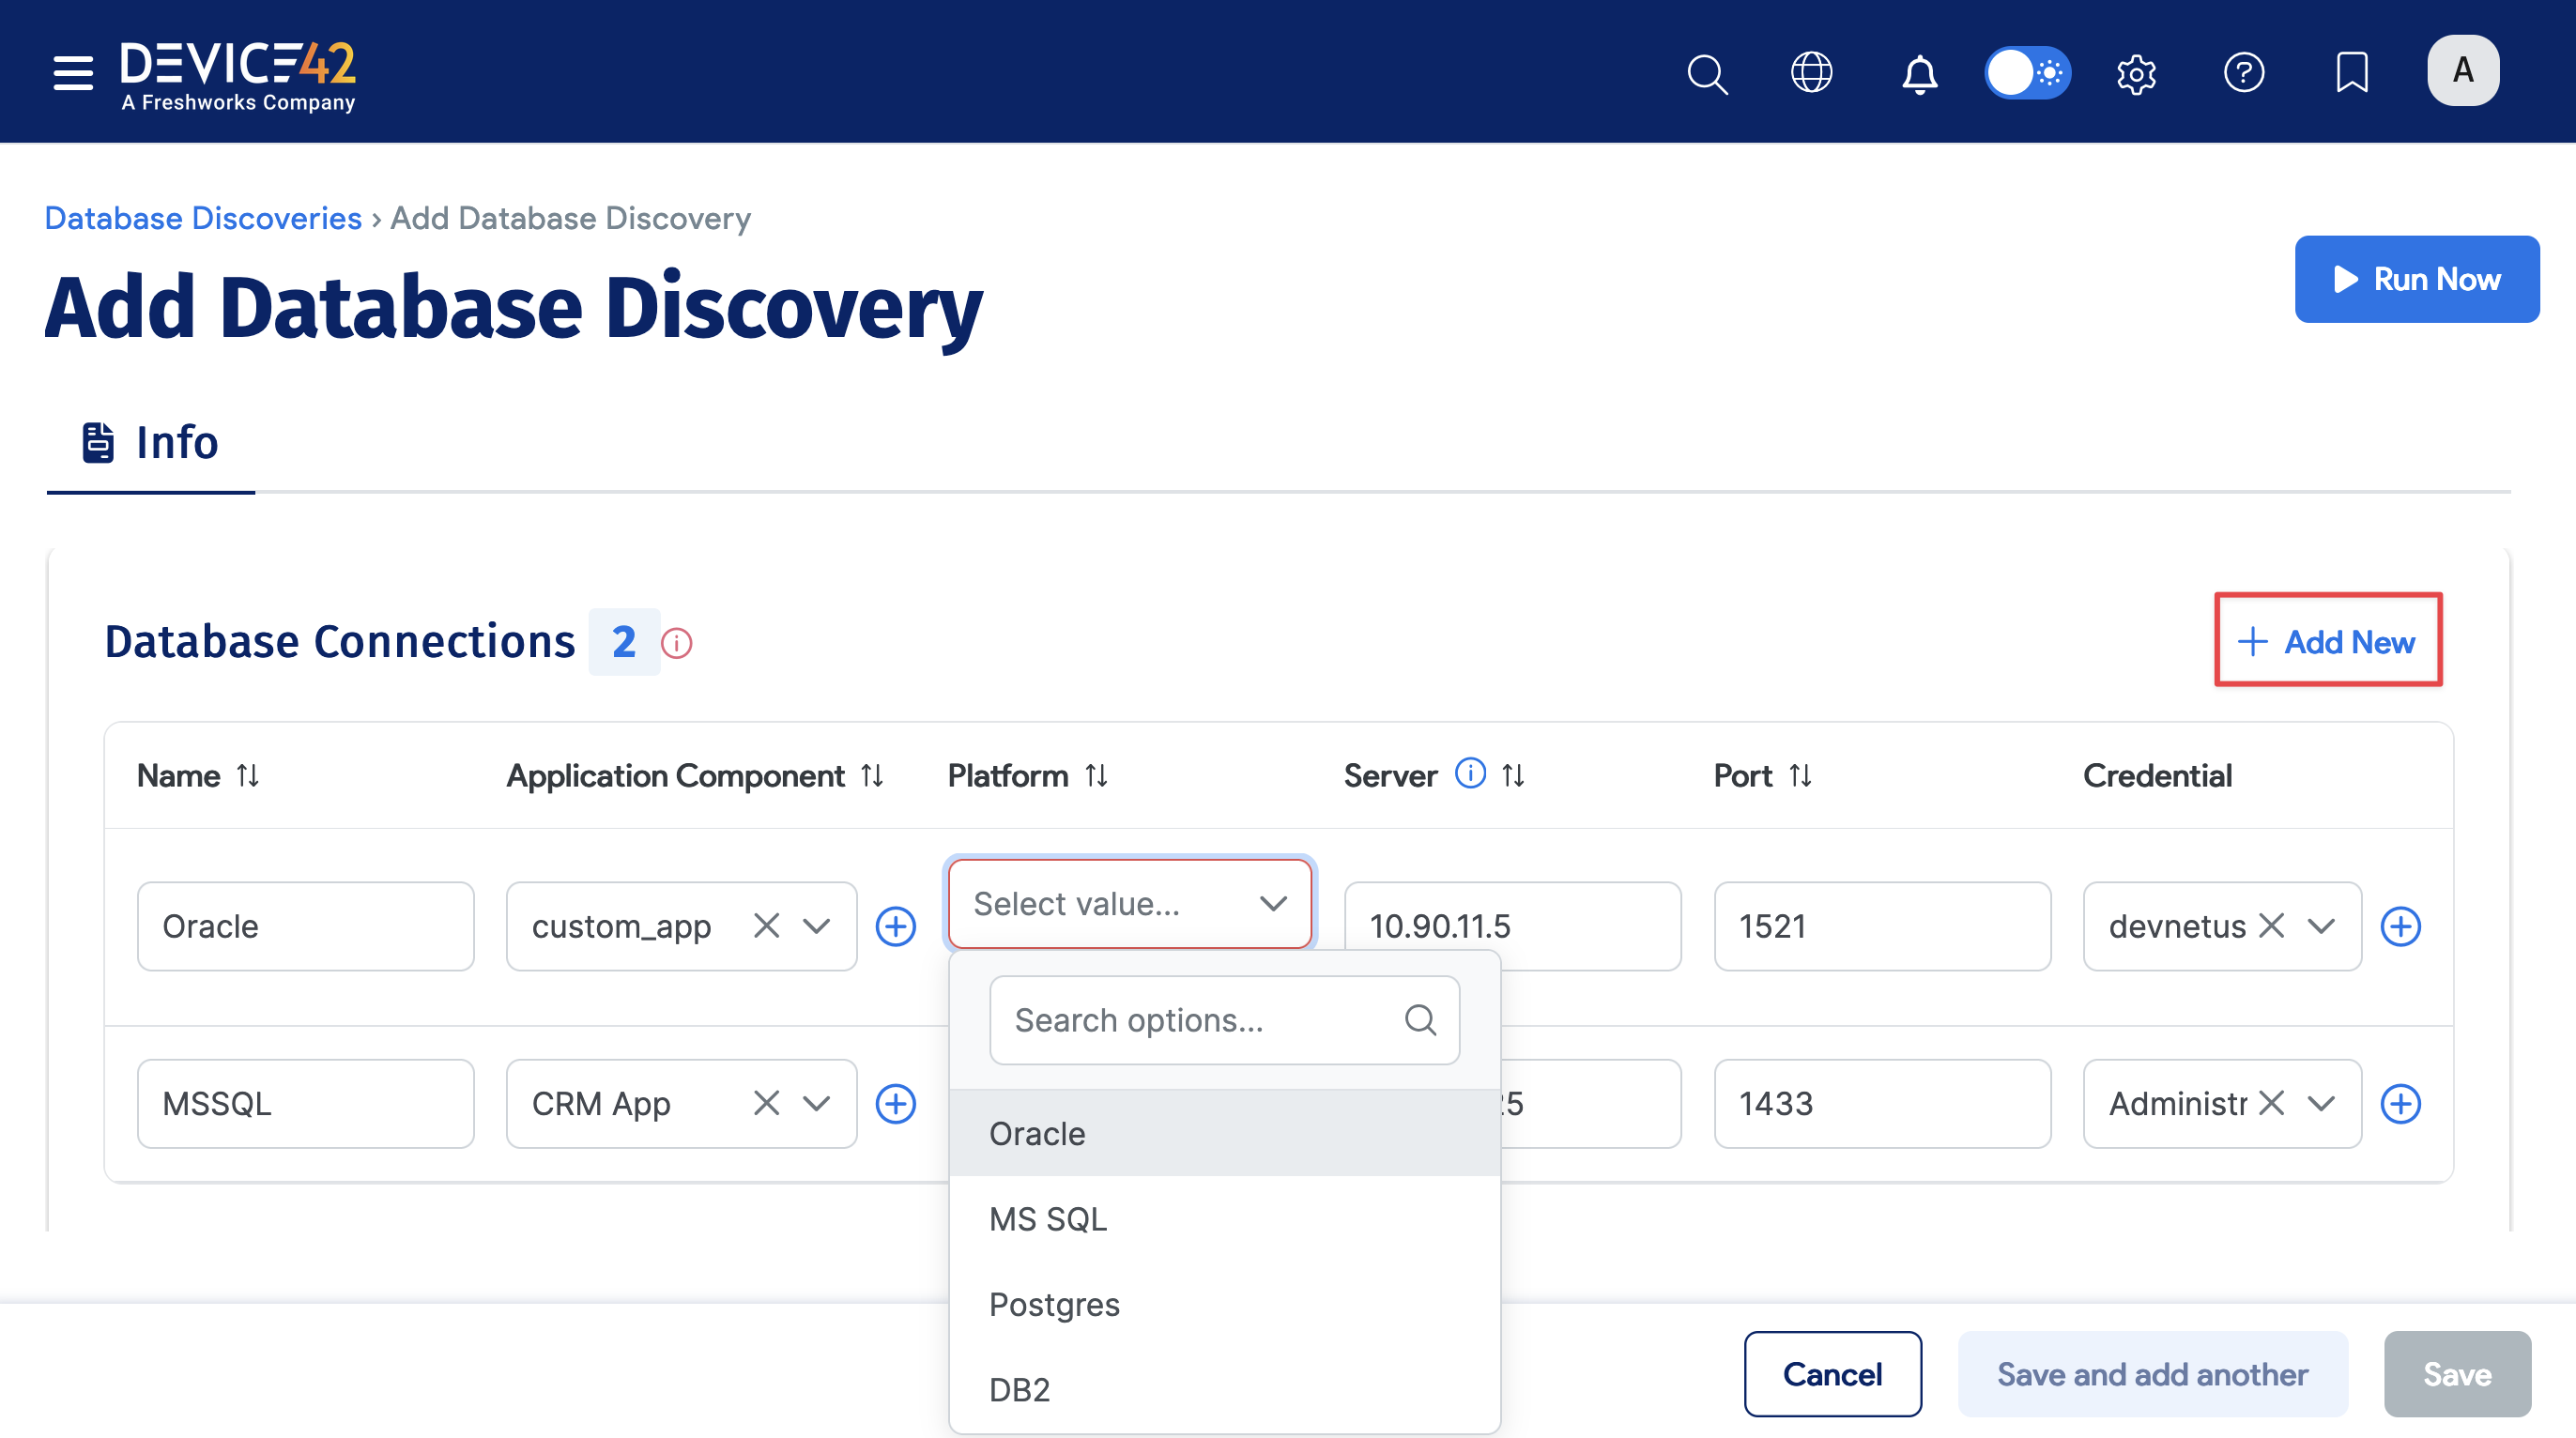 DEVICE42
A Freshworks Company
A
Database Discoveries › Add Database Discovery
Add Database Discovery
Run Now
Info
Database Connections 2
Add New
Name Application Component Platform Server Port Credential
Oracle custom_app Select value... 10.90.11.5 1521 devnetus
Search options...
MSSQL CRM App 25 1433 Administr
Oracle
MS SQL
Postgres
DB2
Cancel Save and add another Save